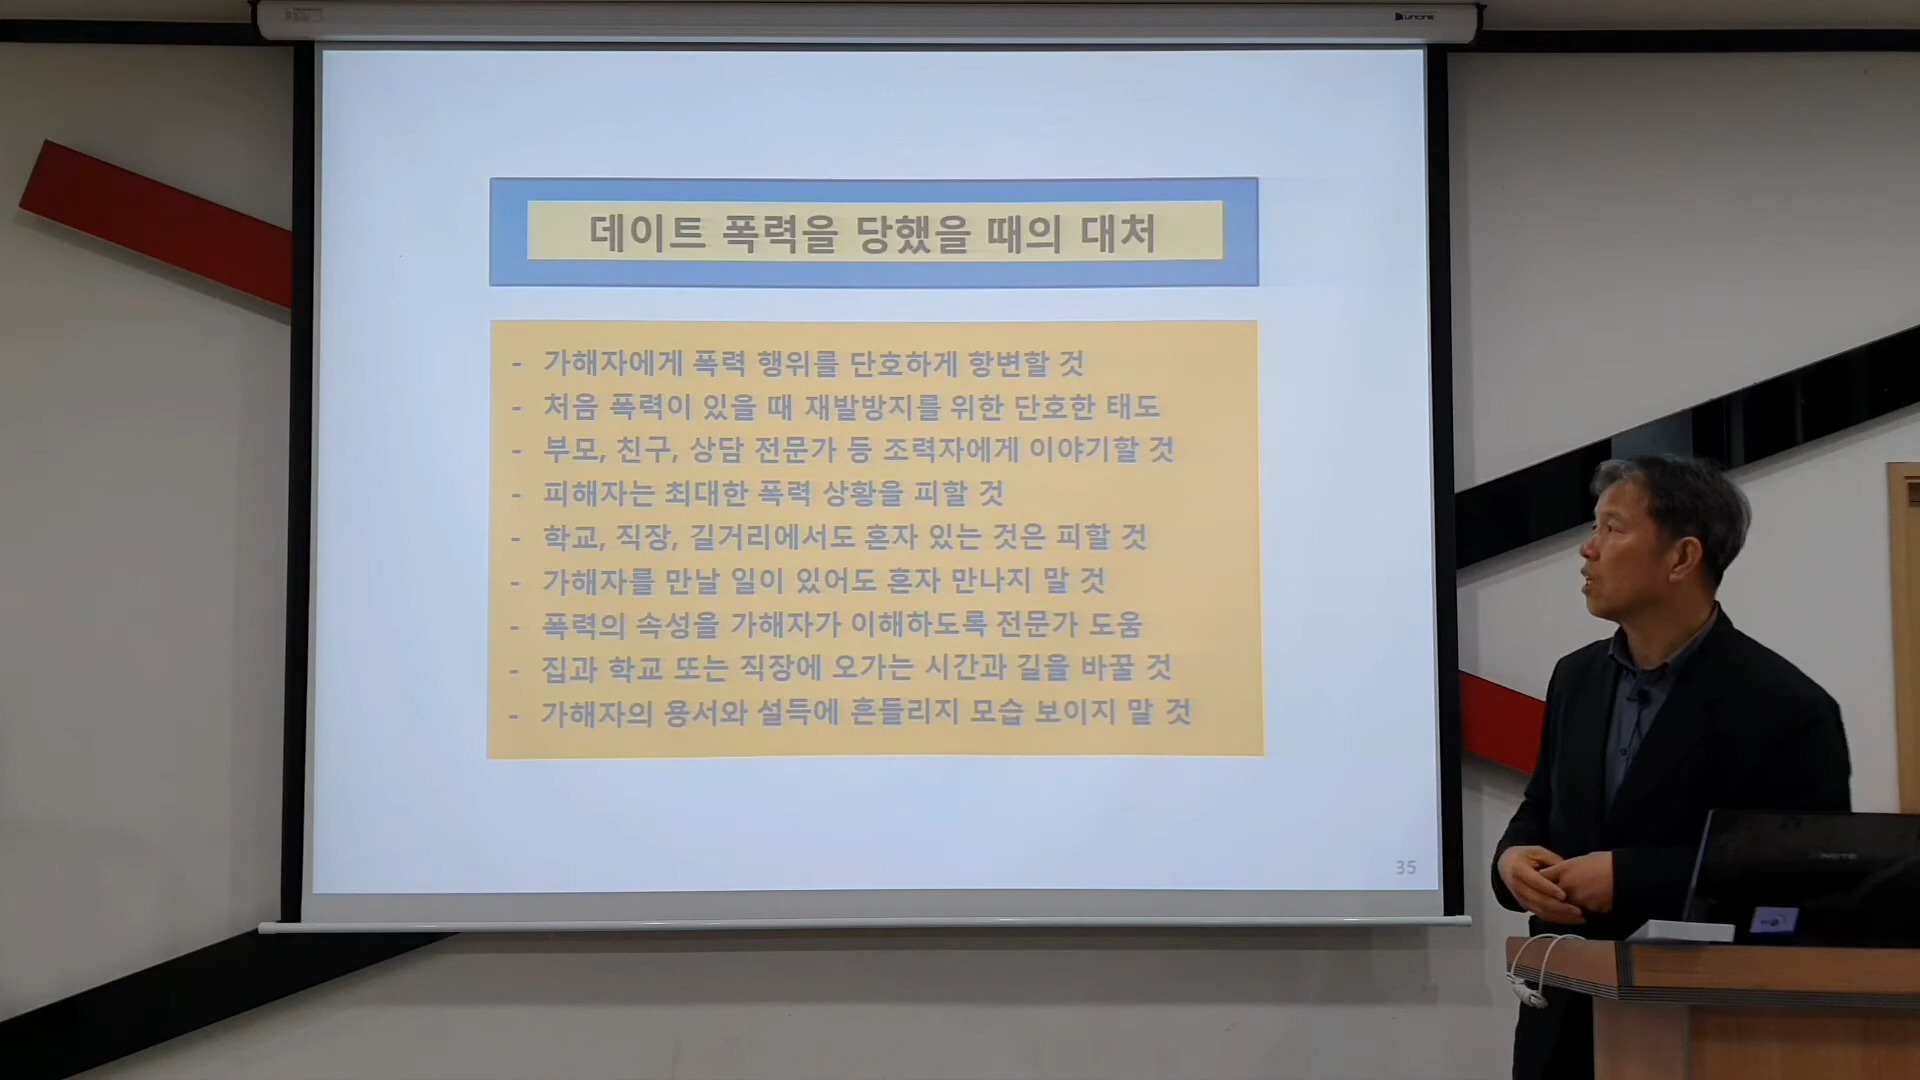 데이트 폭력을 당했을 때의 대처
- 가해자에게 폭력 행위를 단호하게 항변할 것
- 처음 폭력이 있을 때 재발방지를 위한 단호한 태도
- 부모, 친구, 상담 전문가 등 조력자에게 이야기할 것
- 피해자는 최대한 폭력 상황을 피할 것
- 학교, 직장, 길거리에서도 혼자 있는 것은 피할 것
- 가해자를 만날 일이 있어도 혼자 만나지 말 것
- 폭력의 속성을 가해자가 이해하도록 전문가 도움
- 집과 학교 또는 직장에 오가는 시간과 길을 바꿀 것
- 가해자의 용서와 설득에 흔들리지 모습 보이지 말 것
35